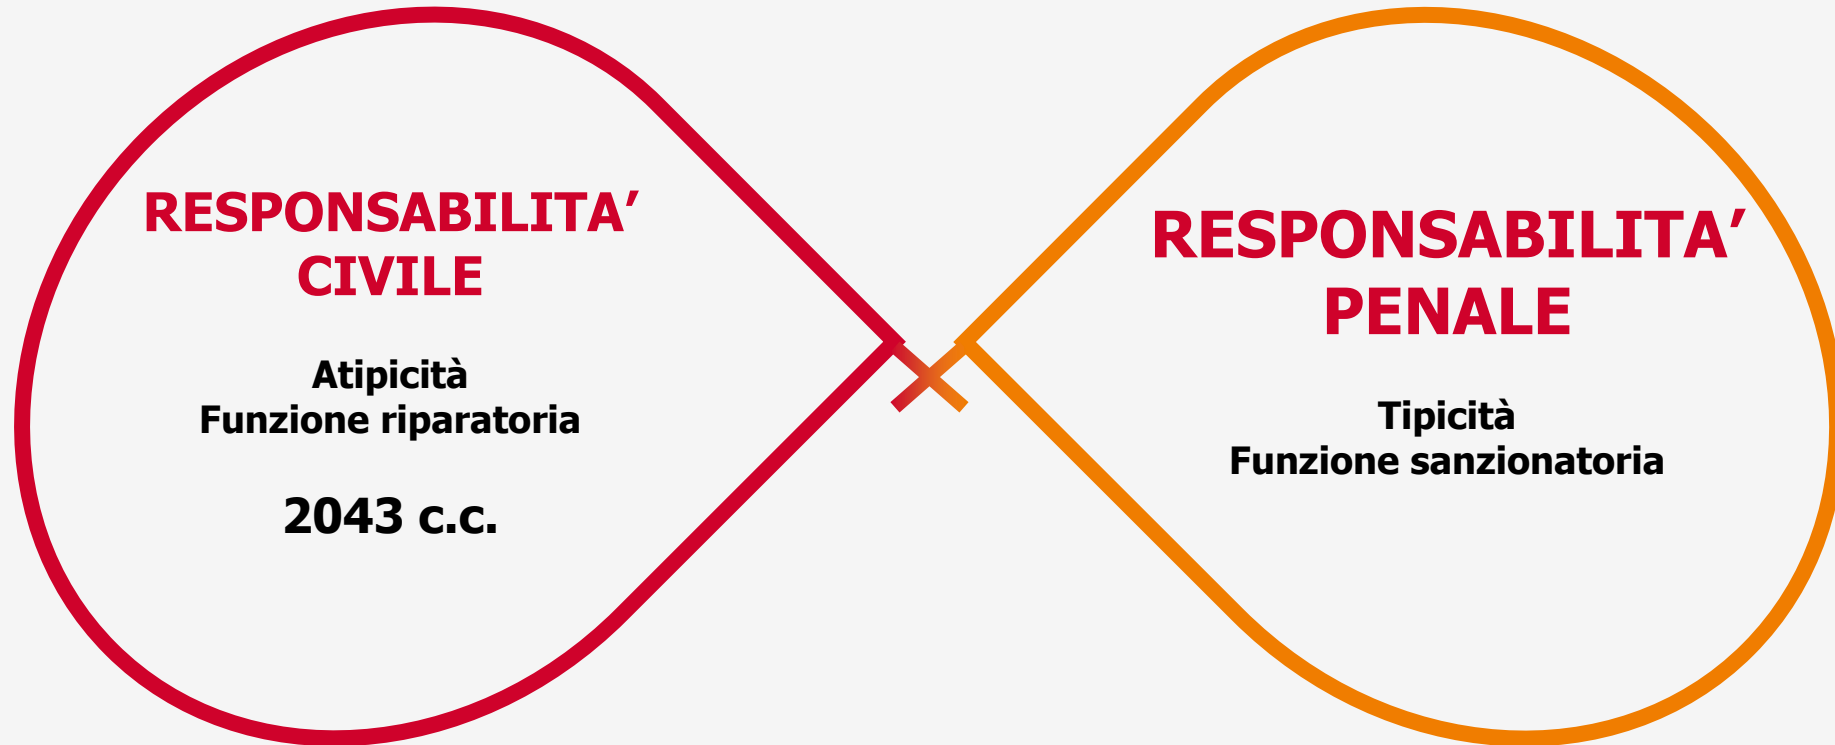 RESPONSABILITA’
CIVILE
Atipicità
Funzione riparatoria
2043 c.c.
RESPONSABILITA’
PENALE
Tipicità
Funzione sanzionatoria